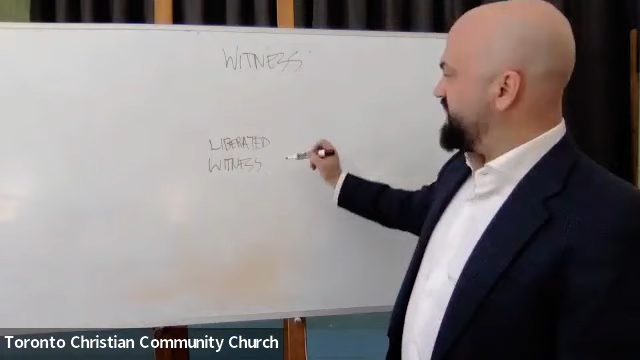 WITNESS
LIBERATED
WITNESS
Toronto Christian Community Church